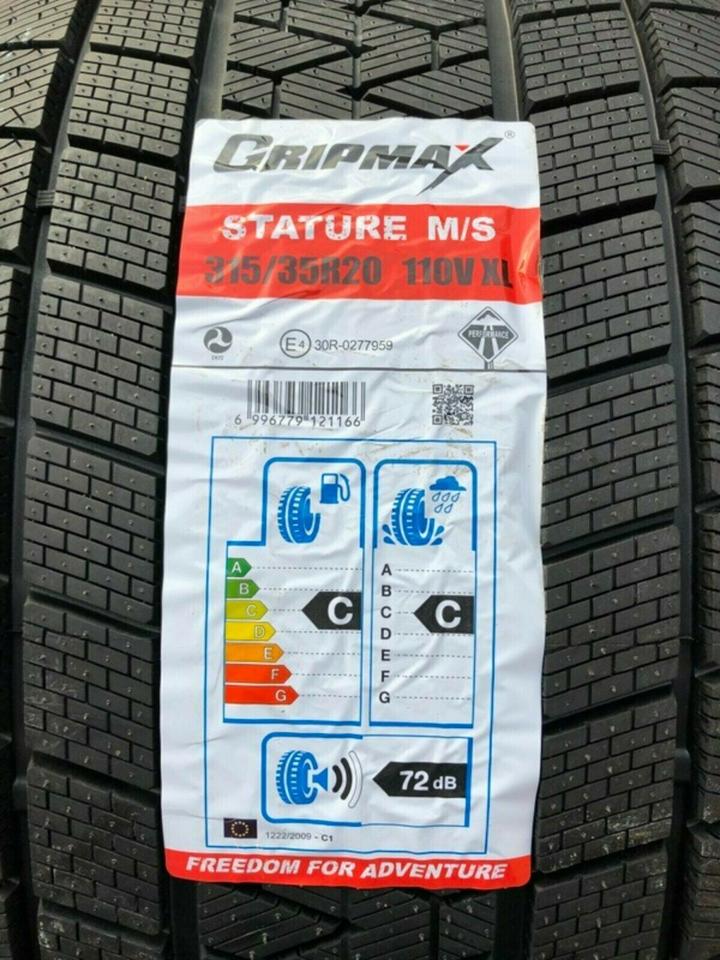 GRIPMAX®
STATURE M/S
315/35R20 110V XL
E4 30R-0277959
PERFORMANCE
6 996779 121166
A
B
C
D
E
F
G
C
A
B
C
D
E
F
G
C
72 dB
1222/2009 - C1
FREEDOM FOR ADVENTURE